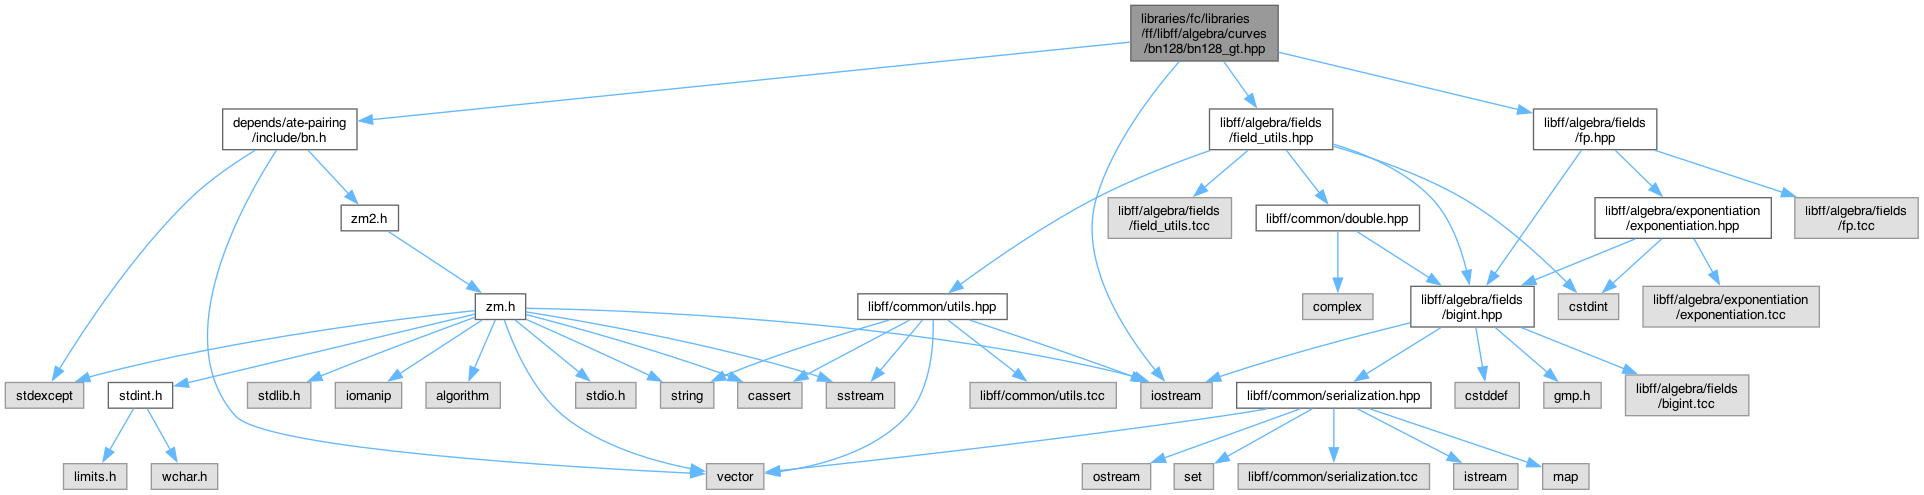 libraries/fc/libraries
/ff/libff/algebra/curves
/bn128/bn128_gt.hpp
depends/ate-pairing
/include/bn.h
libff/algebra/fields
/field_utils.hpp
libff/algebra/fields
/fp.hpp
zm2.h
libff/algebra/fields
/field_utils.tcc
libff/common/double.hpp
libff/algebra/exponentiation
/exponentiation.hpp
libff/algebra/fields
/fp.tcc
zm.h
libff/common/utils.hpp
complex
libff/algebra/fields
/bigint.hpp
cstdint
libff/algebra/exponentiation
/exponentiation.tcc
stdexcept
stdint.h
stdlib.h
iomanip
algorithm
stdio.h
string
cassert
sstream
libff/common/utils.tcc
iostream
libff/common/serialization.hpp
cstddef
gmp.h
libff/algebra/fields
/bigint.tcc
limits.h
wchar.h
vector
ostream
set
libff/common/serialization.tcc
istream
map